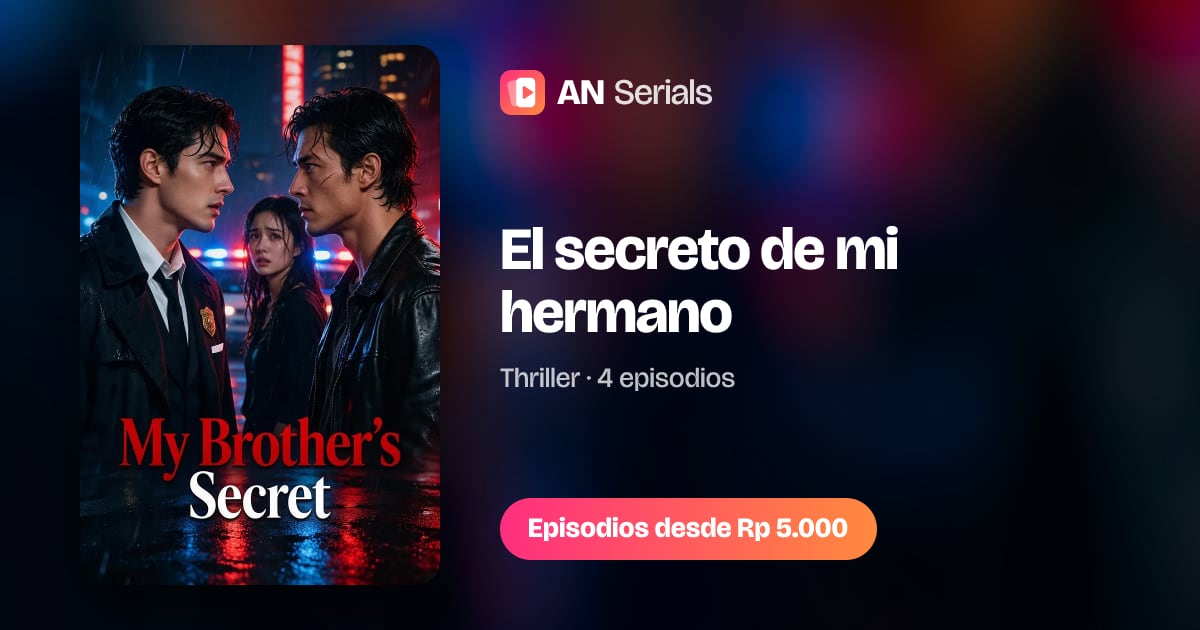 My Brother's
Secret
AN Serials
El secreto de mi
hermano
Thriller · 4 episodios
Episodios desde Rp 5.000